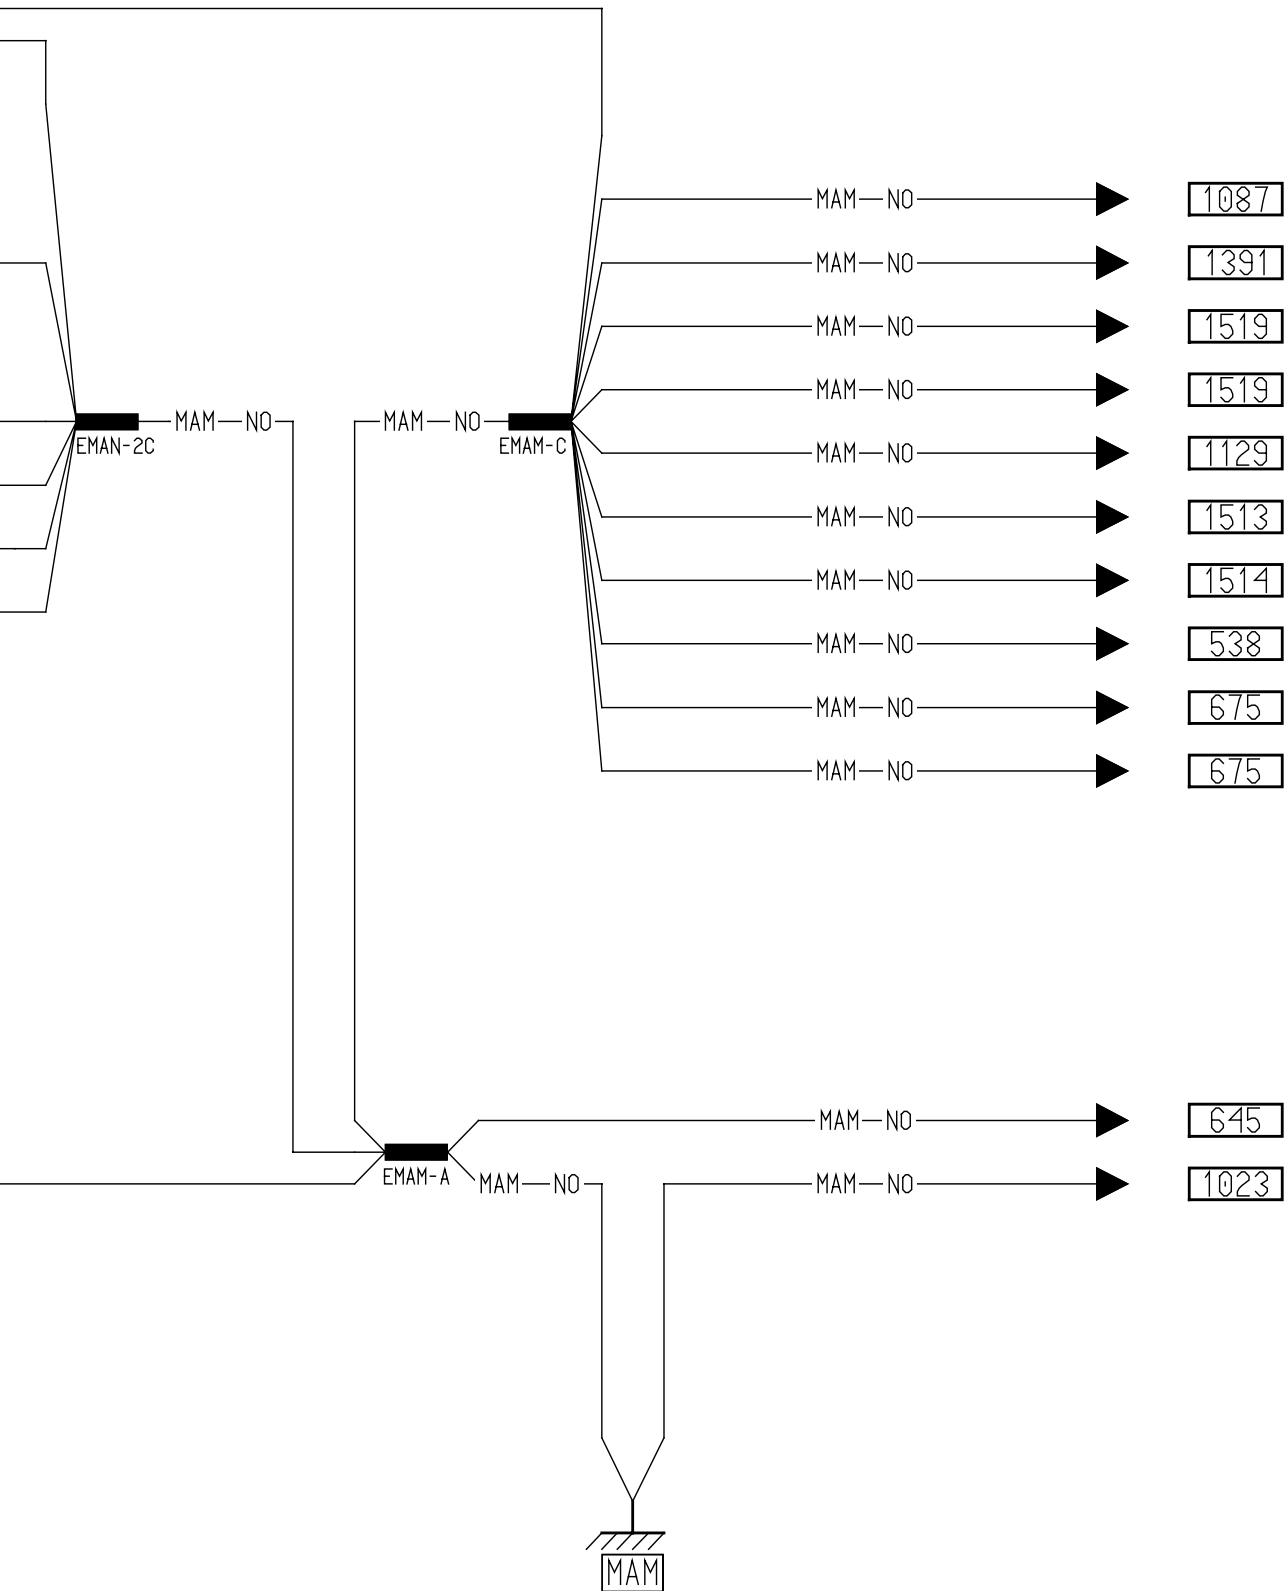 MAM NO 1087
MAM NO 1391
MAM NO 1519
MAM NO 1519
MAM NO MAM NO
EMAN-2C EMAM-C
MAM NO 1129
MAM NO 1513
MAM NO 1514
MAM NO 538
MAM NO 675
MAM NO 675
MAM NO 645
EMAM-A
MAM NO MAM NO 1023
MAM